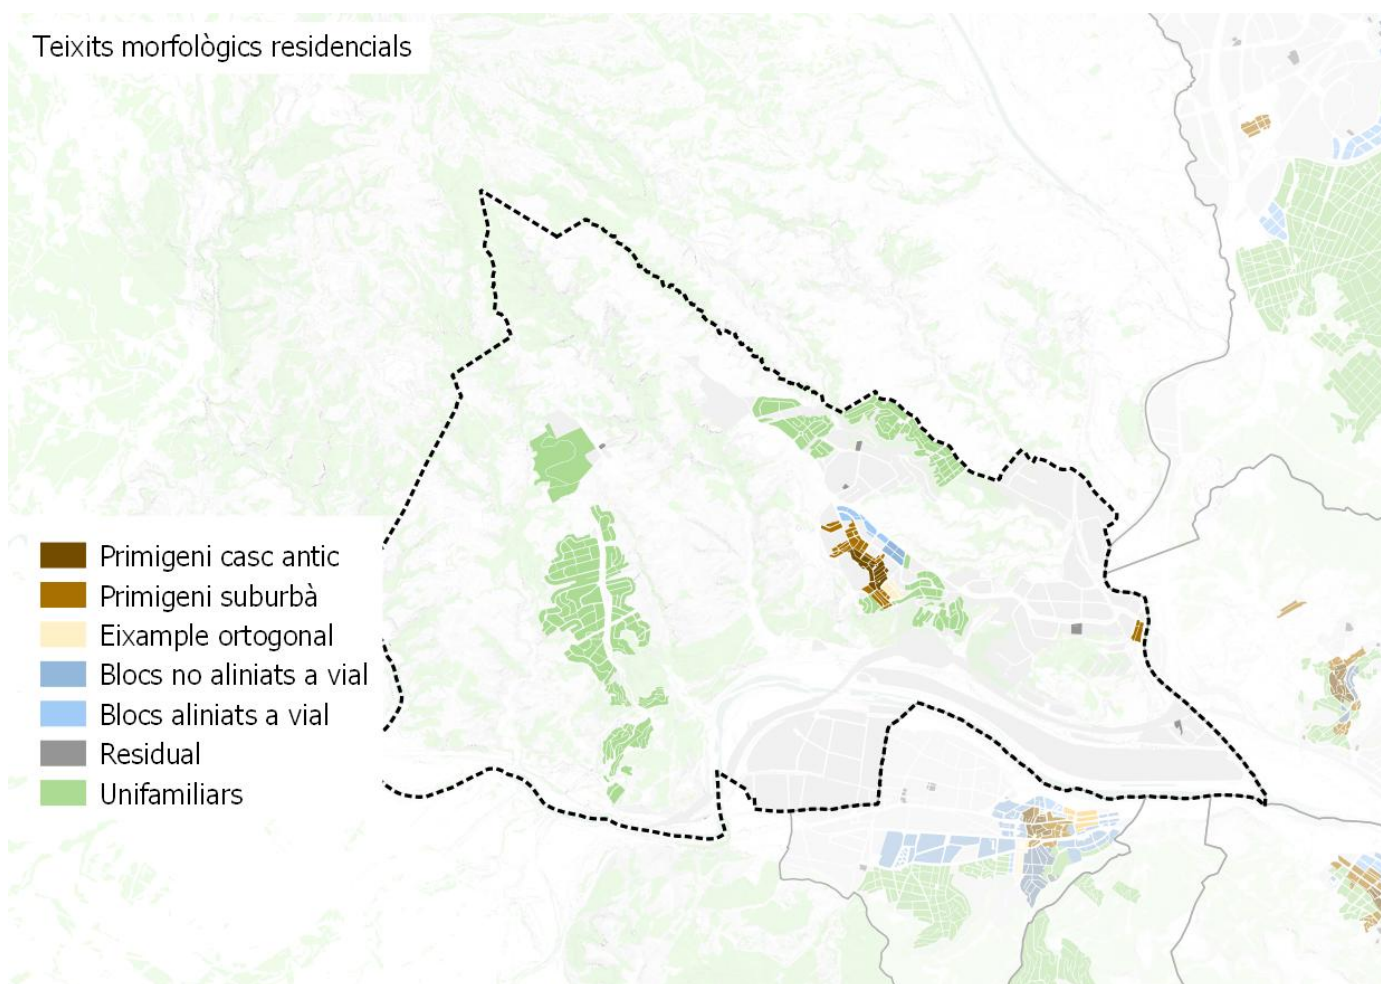 Teixits morfològics residencials
Primigeni casc antic
Primigeni suburbà
Eixample ortogonal
Blocs no aliniats a vial
Blocs aliniats a vial
Residual
Unifamiliars